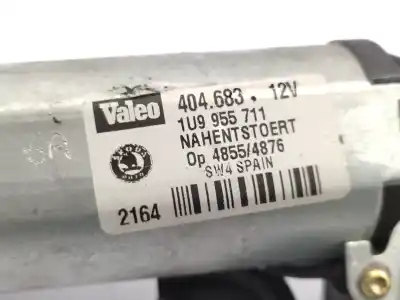 Valeo 404.683. 12V
1U9 955 711
NAHENTSTOERT
Op 4855/4876
SW4 SPAIN
2164